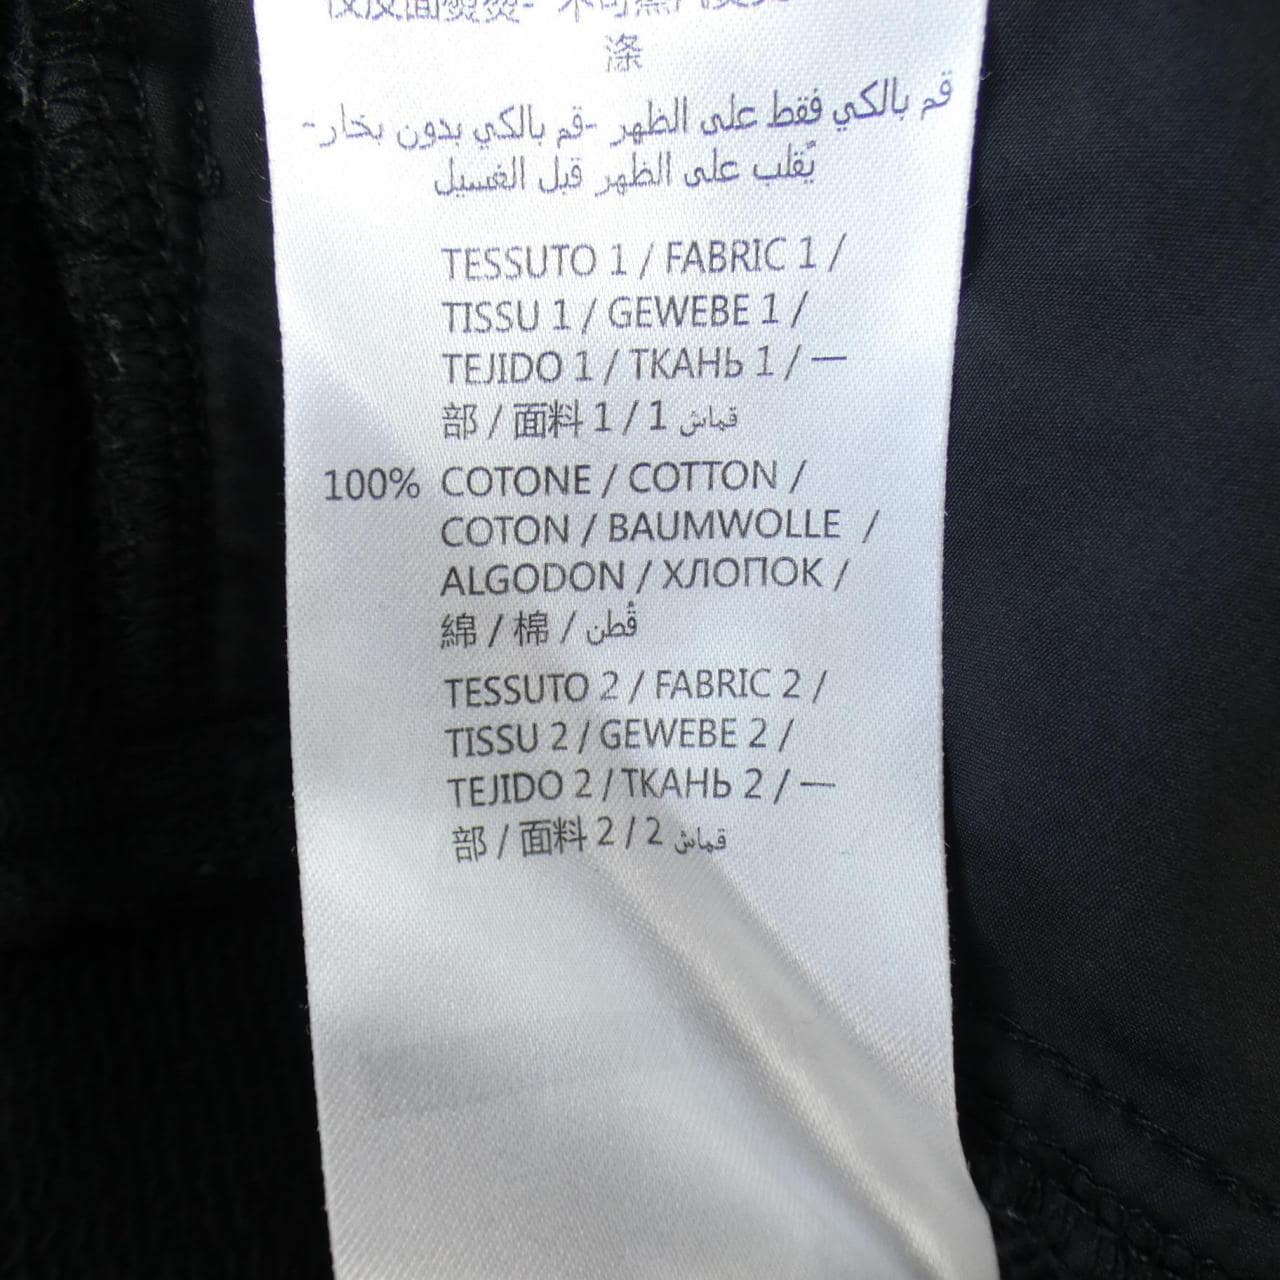 涤
قم بالكي فقط على الظهر -قم بالكي بدون بخار-
يُقلب على الظهر قبل الغسيل
TESSUTO 1 / FABRIC 1 /
TISSU 1 / GEWEBE 1 /
TEJIDO 1 / ТКАНЬ 1 / —
部 / 面料 1 / 1 قماش
100% COTONE / COTTON /
COTON / BAUMWOLLE /
ALGODON / ХЛОПОК /
綿 / 棉 / قُطن
TESSUTO 2 / FABRIC 2 /
TISSU 2 / GEWEBE 2 /
TEJIDO 2 / ТКАНЬ 2 / —
部 / 面料 2 / 2 قماش